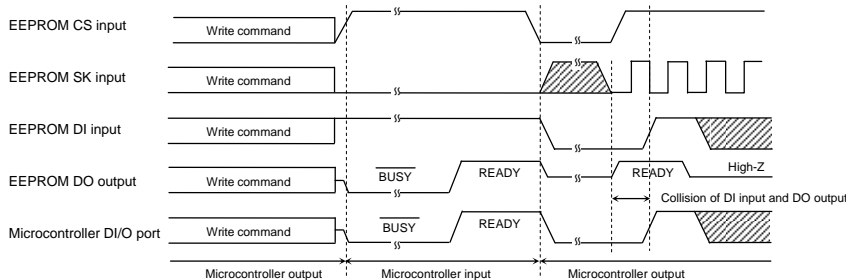 EEPROM CS input
Write command
EEPROM SK input
Write command
EEPROM DI input
Write command
EEPROM DO output
Write command
BUSY
READY
READY
High-Z
Collision of DI input and DO output
Microcontroller DI/O port
Write command
BUSY
READY
Microcontroller output
Microcontroller input
Microcontroller output